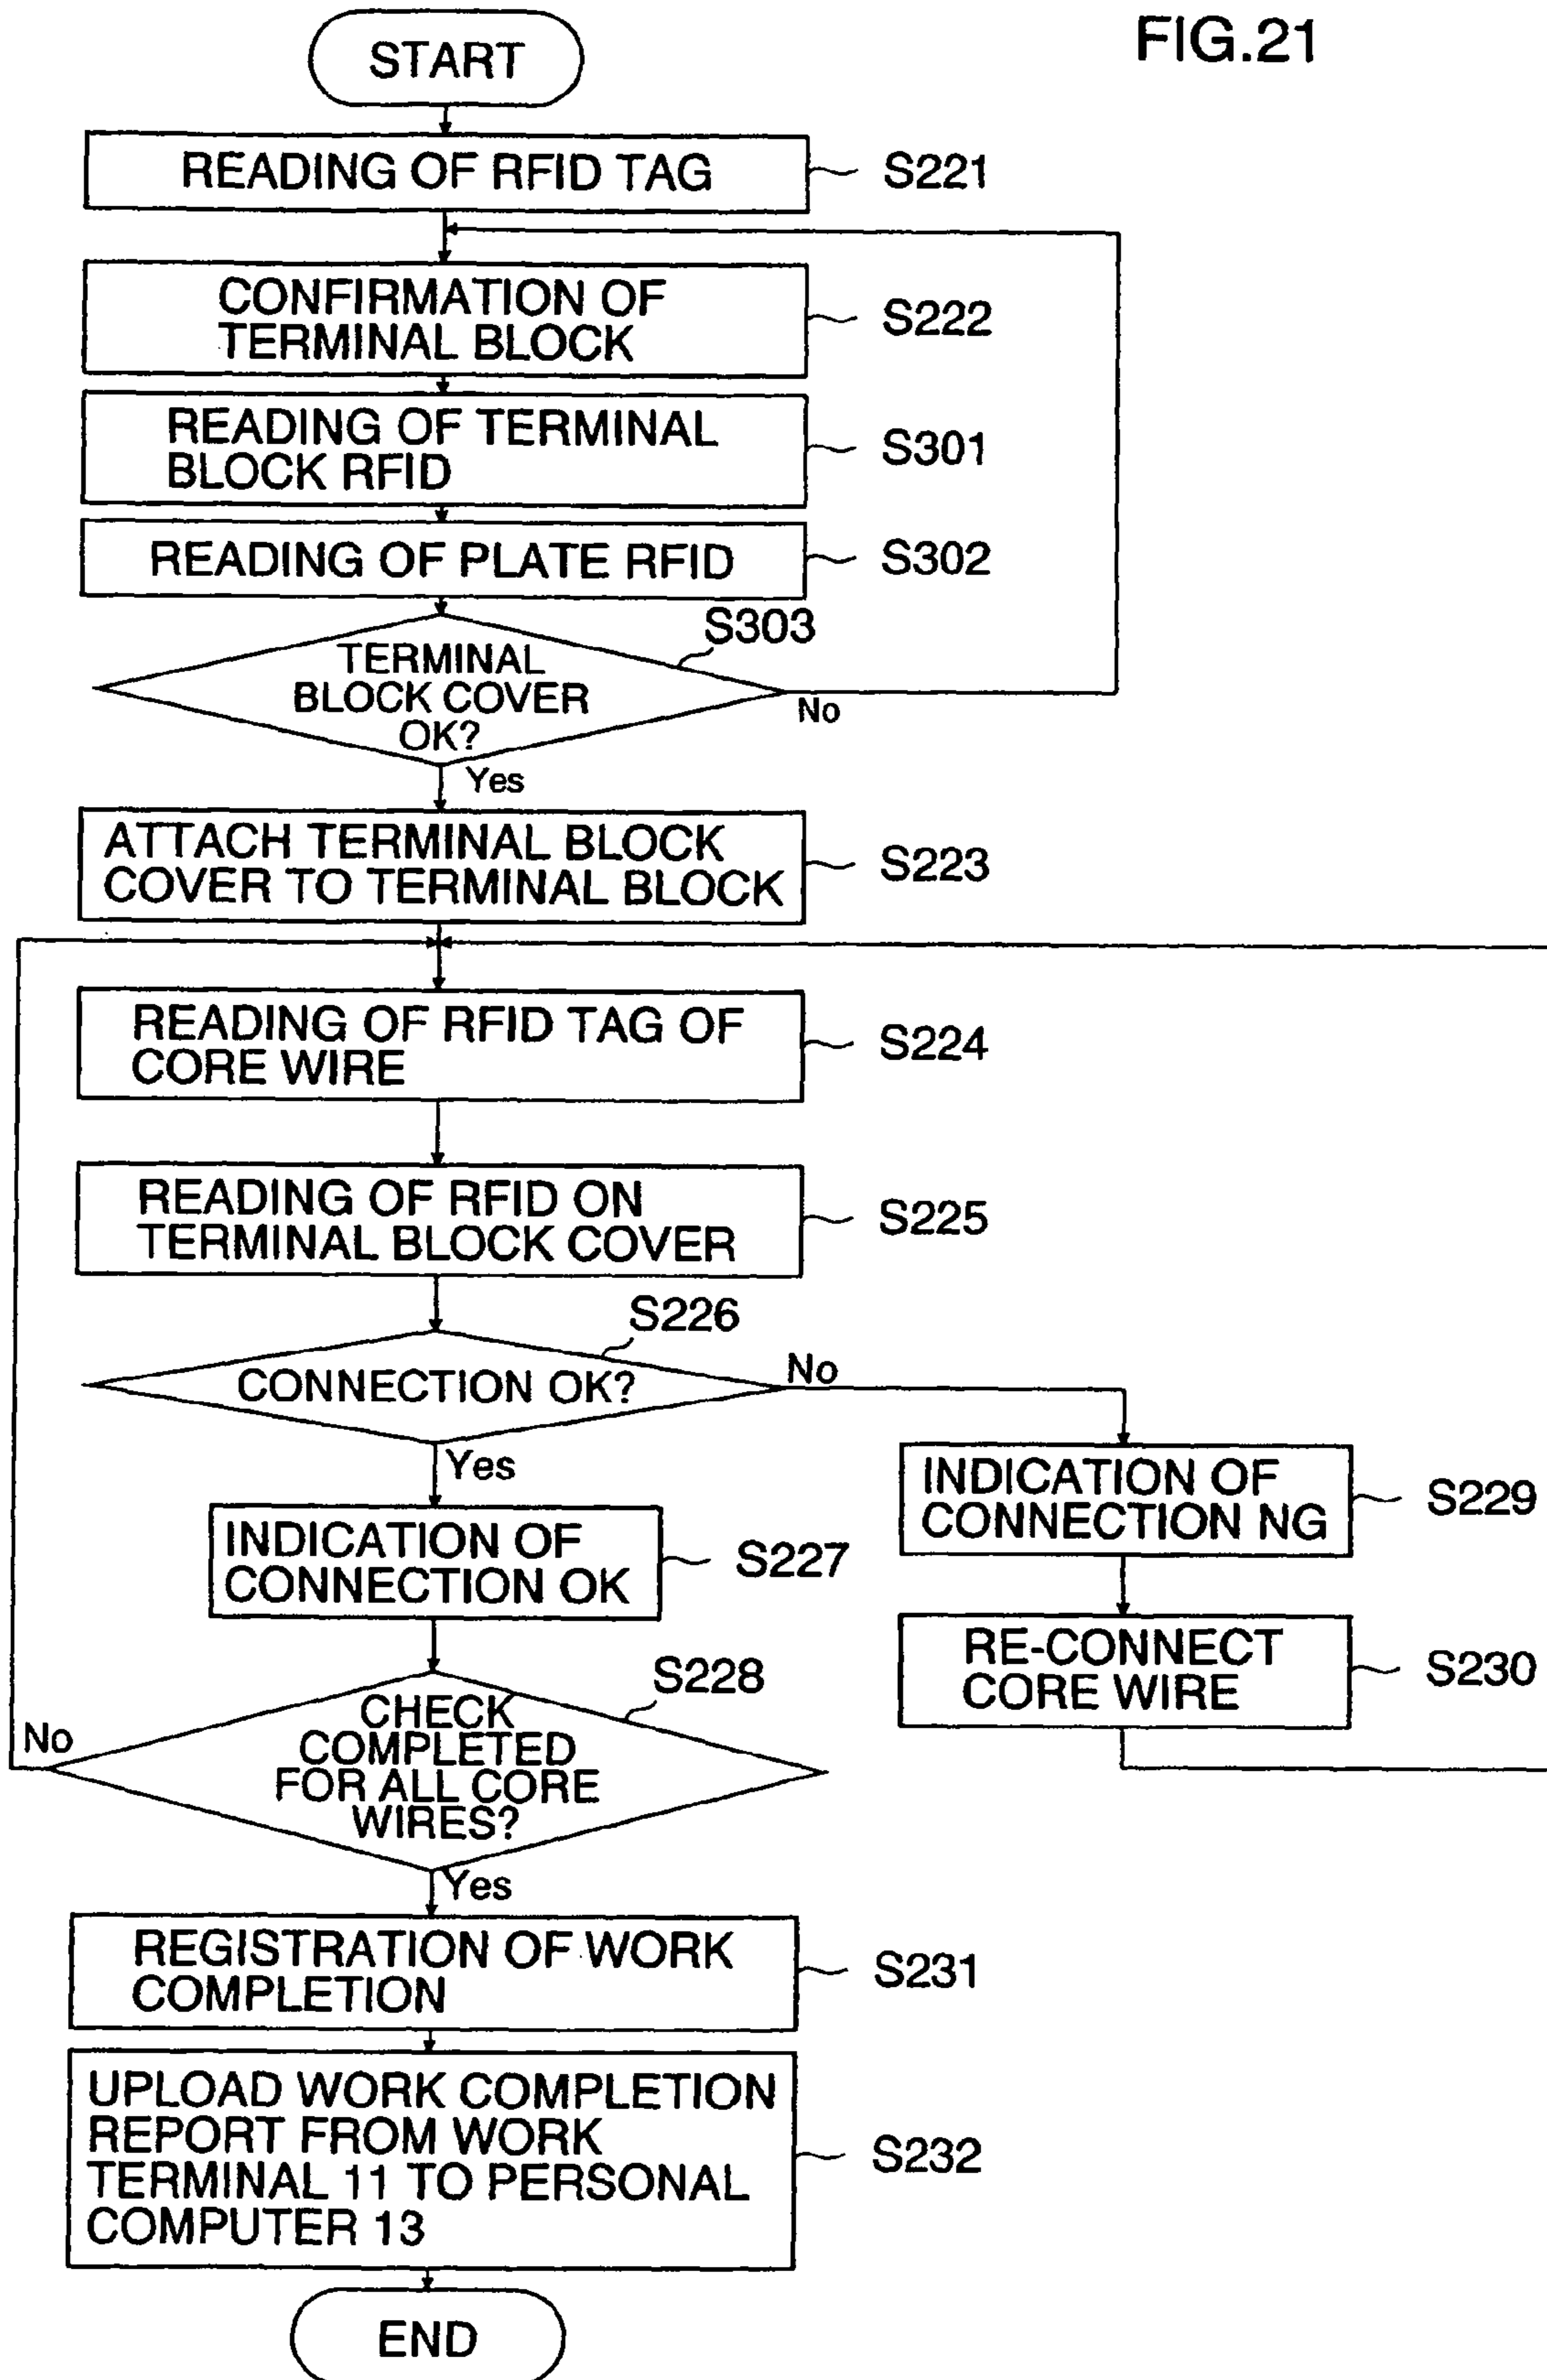 FIG.21
START
READING OF RFID TAG
S221
CONFIRMATION OF
TERMINAL BLOCK
S222
READING OF TERMINAL
BLOCK RFID
S301
READING OF PLATE RFID
S302
S303
TERMINAL
BLOCK COVER
OK?
No
Yes
ATTACH TERMINAL BLOCK
COVER TO TERMINAL BLOCK
S223
READING OF RFID TAG OF
CORE WIRE
S224
READING OF RFID ON
TERMINAL BLOCK COVER
S225
S226
CONNECTION OK?
No
Yes
INDICATION OF
CONNECTION NG
S229
INDICATION OF
CONNECTION OK
S227
RE-CONNECT
CORE WIRE
S230
S228
CHECK
COMPLETED
FOR ALL CORE
WIRES?
No
Yes
REGISTRATION OF WORK
COMPLETION
S231
UPLOAD WORK COMPLETION
REPORT FROM WORK
TERMINAL 11 TO PERSONAL
COMPUTER 13
S232
END